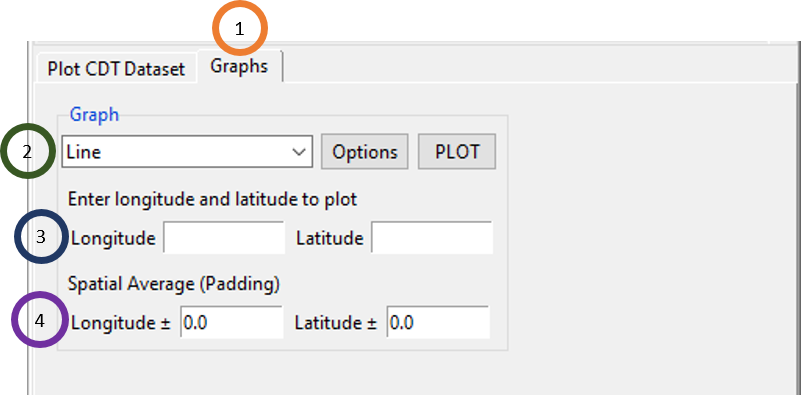 1
Plot CDT Dataset Graphs
Graph
2 Line Options PLOT
Enter longitude and latitude to plot
3 Longitude Latitude
Spatial Average (Padding)
4 Longitude ± 0.0 Latitude ± 0.0